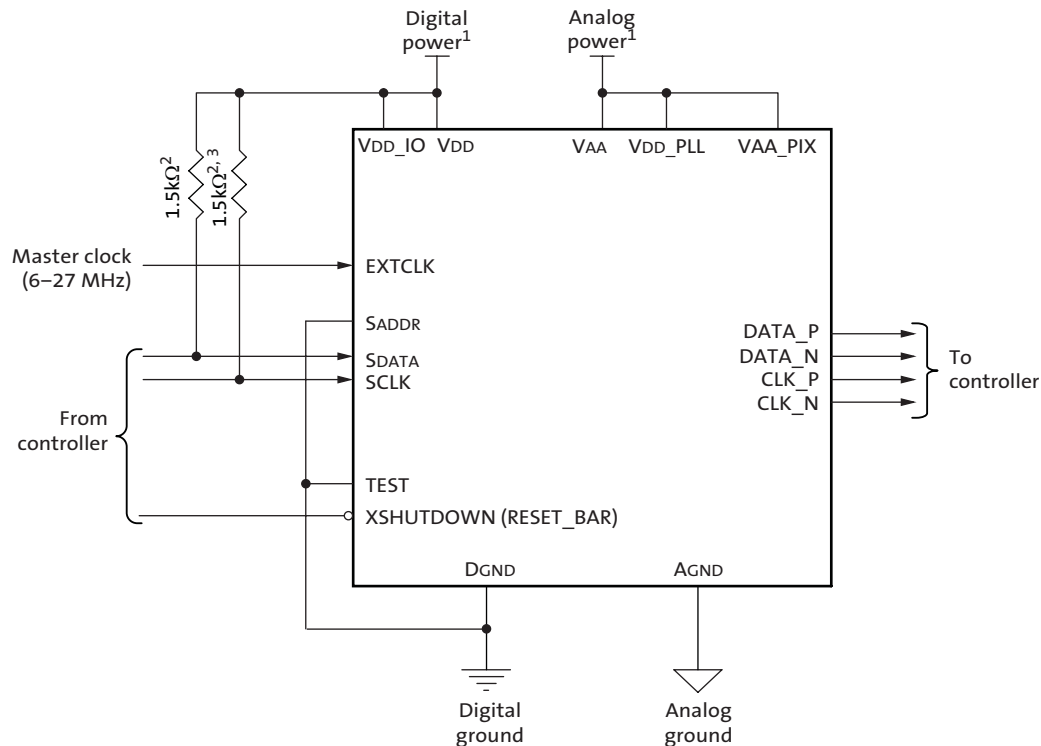 Digital
power1
Analog
power1
VDD_IO VDD
VAA VDD_PLL VAA_PIX
1.5kΩ2
1.5kΩ2, 3
Master clock
(6–27 MHz)
EXTCLK
SADDR
SDATA
SCLK
From
controller
TEST
XSHUTDOWN (RESET_BAR)
DATA_P
DATA_N
CLK_P
CLK_N
To
controller
DGND
AGND
Digital
ground
Analog
ground